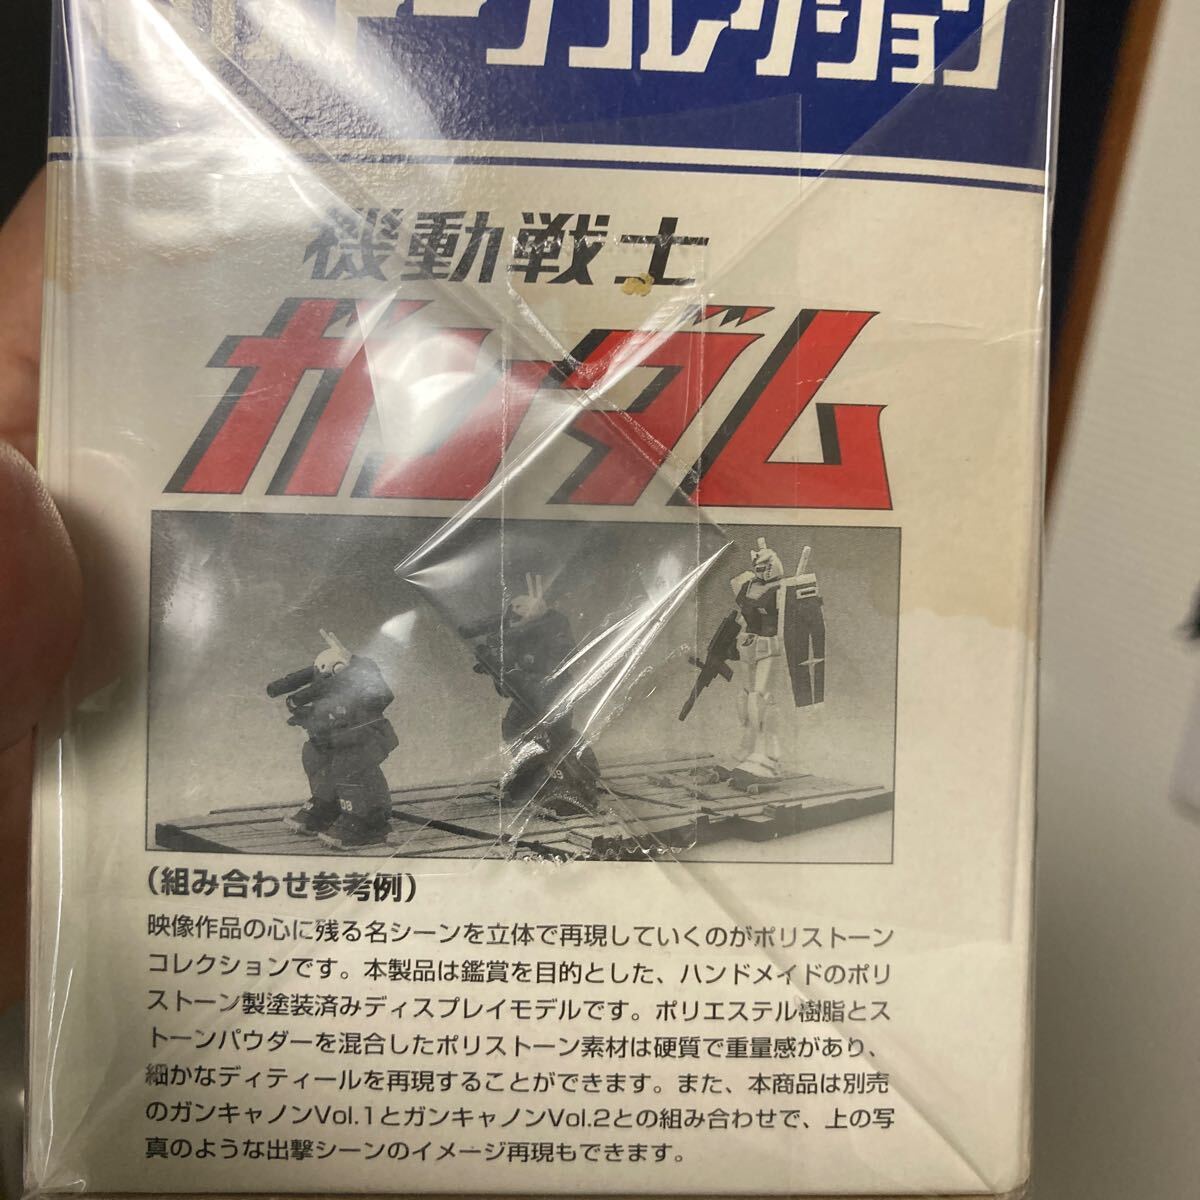 ポリストーンコレクション
機動戦士
ガンダム
08
09
(組み合わせ参考例)
映像作品の心に残る名シーンを立体で再現していくのがポリストーン
コレクションです。本製品は鑑賞を目的とした、ハンドメイドのポリ
ストーン製塗装済みディスプレイモデルです。ポリエステル樹脂とス
トーンパウダーを混合したポリストーン素材は硬質で重量感があり、
細かなディティールを再現することができます。また、本商品は別売
のガンキャノンVol.1とガンキャノンVol.2との組み合わせで、上の写
真のような出撃シーンのイメージ再現もできます。